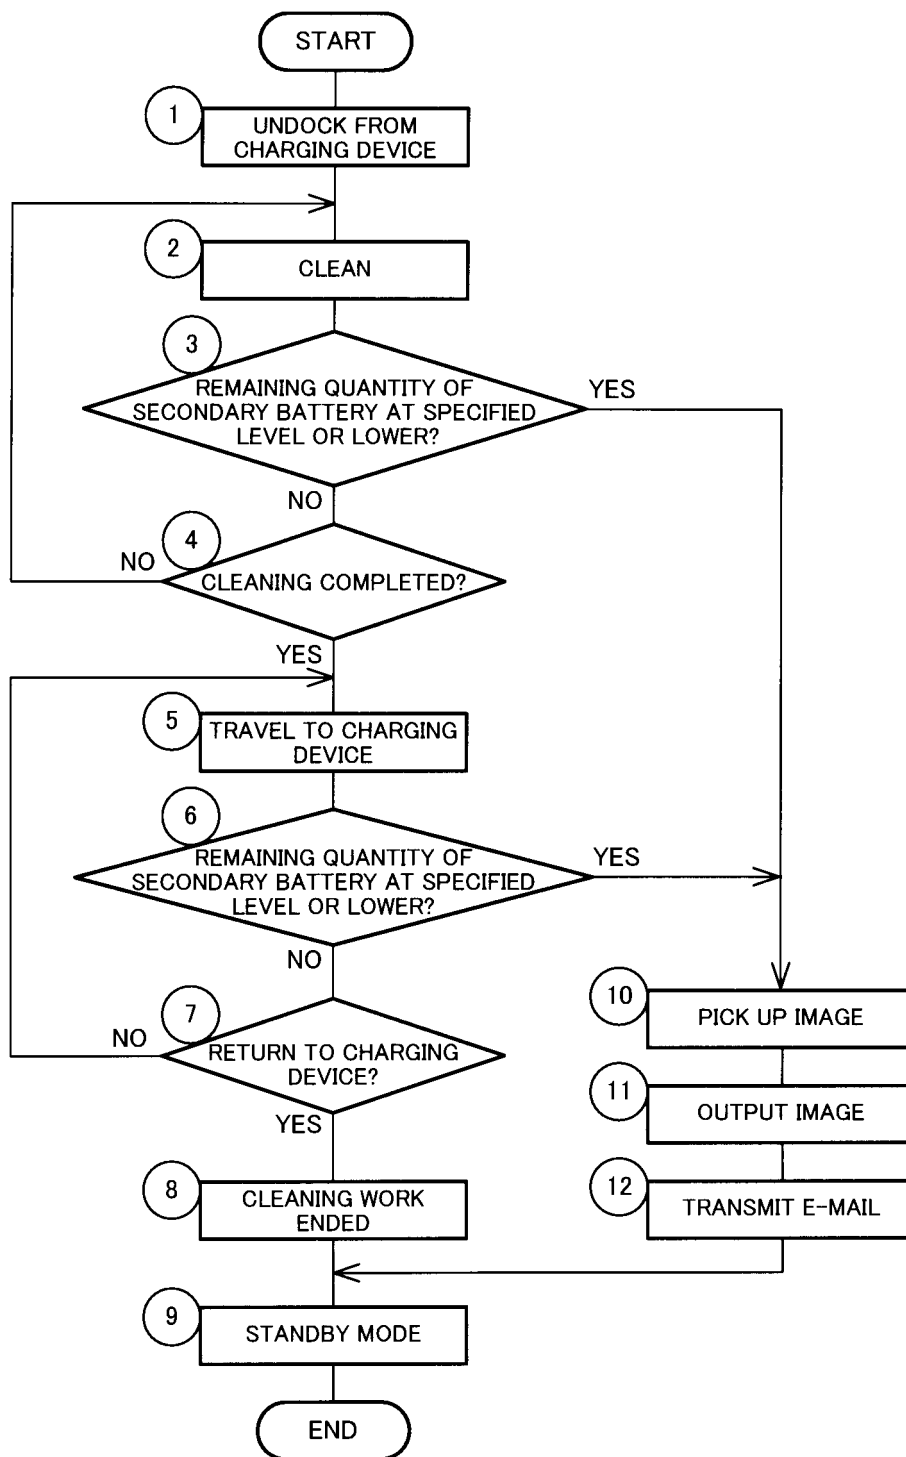 START
1
UNDOCK FROM
CHARGING DEVICE
2
CLEAN
3
REMAINING QUANTITY OF
SECONDARY BATTERY AT SPECIFIED
LEVEL OR LOWER?
YES
NO
4
CLEANING COMPLETED?
NO
YES
5
TRAVEL TO CHARGING
DEVICE
6
REMAINING QUANTITY OF
SECONDARY BATTERY AT SPECIFIED
LEVEL OR LOWER?
YES
NO
7
RETURN TO CHARGING
DEVICE?
NO
YES
8
CLEANING WORK
ENDED
10
PICK UP IMAGE
11
OUTPUT IMAGE
12
TRANSMIT E-MAIL
9
STANDBY MODE
END